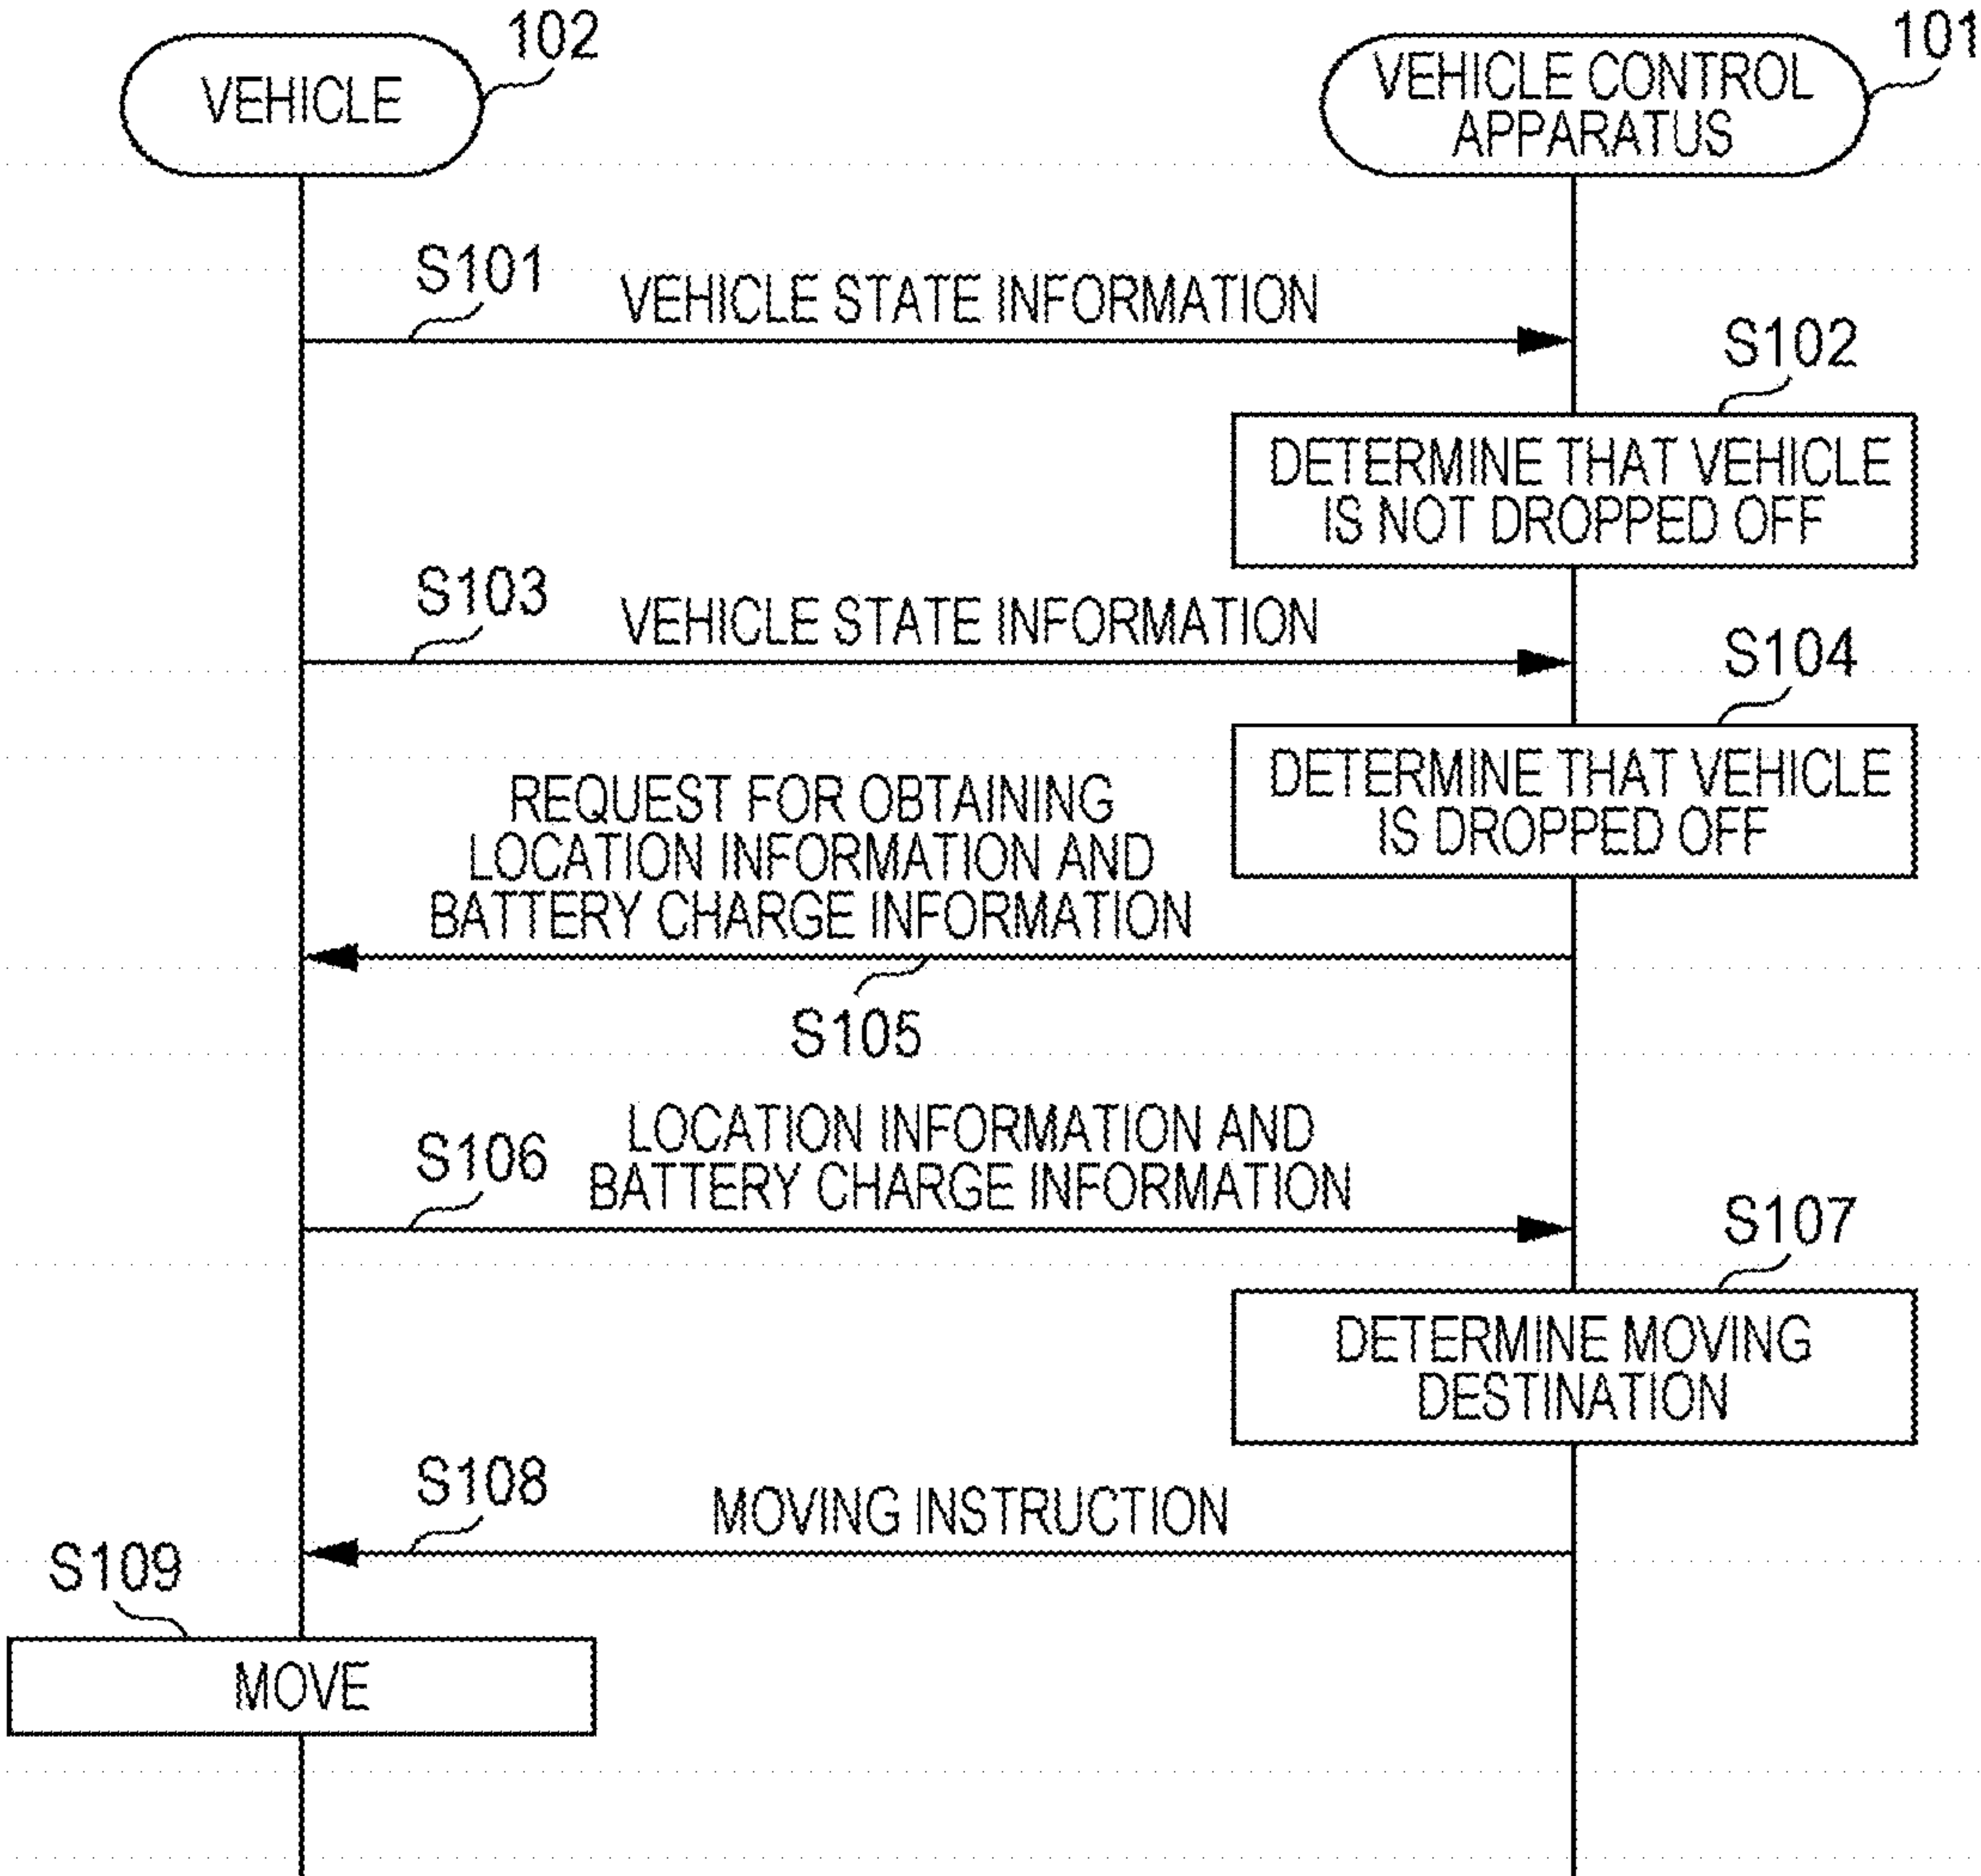 102
VEHICLE
101
VEHICLE CONTROL
APPARATUS
S101
VEHICLE STATE INFORMATION
S102
DETERMINE THAT VEHICLE
IS NOT DROPPED OFF
S103
VEHICLE STATE INFORMATION
S104
DETERMINE THAT VEHICLE
IS DROPPED OFF
REQUEST FOR OBTAINING
LOCATION INFORMATION AND
BATTERY CHARGE INFORMATION
S105
S106
LOCATION INFORMATION AND
BATTERY CHARGE INFORMATION
S107
DETERMINE MOVING
DESTINATION
S108
MOVING INSTRUCTION
S109
MOVE